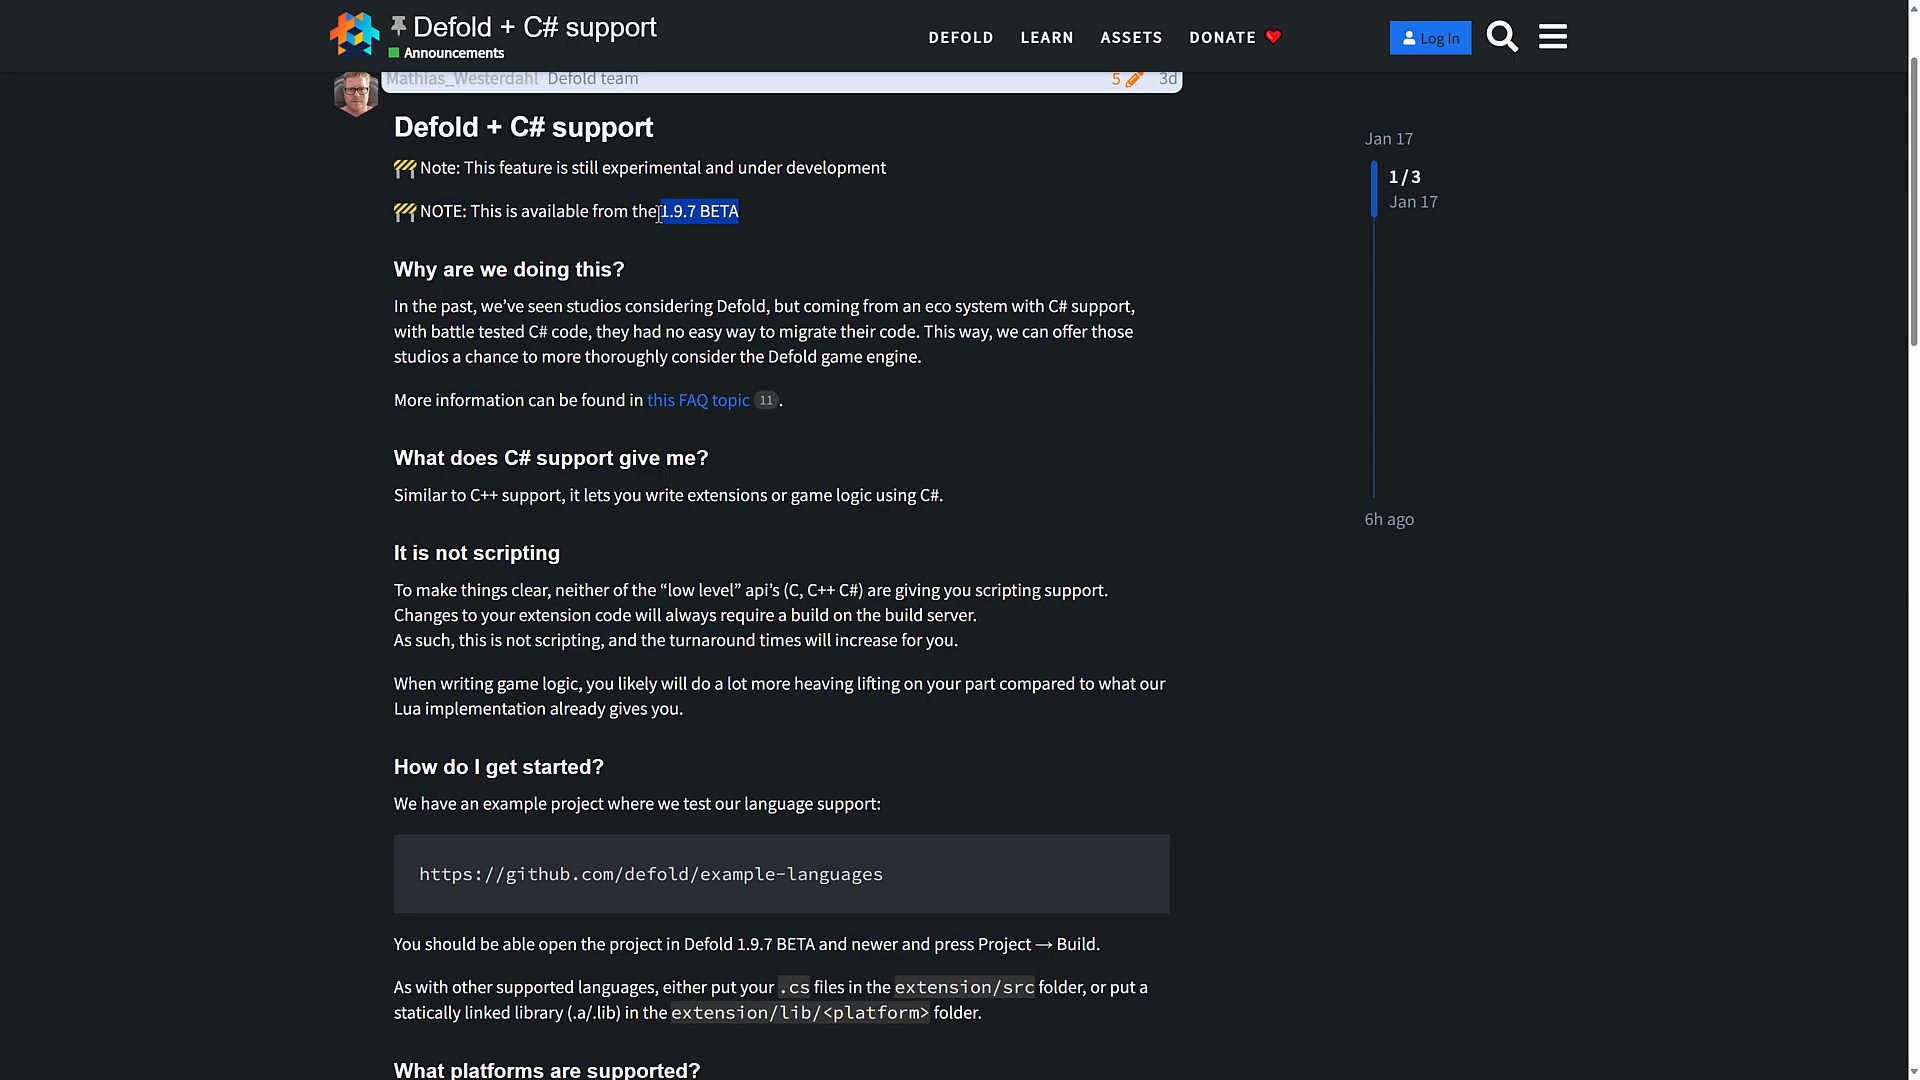 Defold + C# support
Announcements
DEFOLD LEARN ASSETS DONATE
Log In
Mathias_Westerdahl Defold team 5 3d
Defold + C# support
Note: This feature is still experimental and under development
NOTE: This is available from the 1.9.7 BETA
Why are we doing this?
In the past, we’ve seen studios considering Defold, but coming from an eco system with C# support,
with battle tested C# code, they had no easy way to migrate their code. This way, we can offer those
studios a chance to more thoroughly consider the Defold game engine.
More information can be found in this FAQ topic 11 .
What does C# support give me?
Similar to C++ support, it lets you write extensions or game logic using C#.
It is not scripting
To make things clear, neither of the “low level” api’s (C, C++ C#) are giving you scripting support.
Changes to your extension code will always require a build on the build server.
As such, this is not scripting, and the turnaround times will increase for you.
When writing game logic, you likely will do a lot more heaving lifting on your part compared to what our
Lua implementation already gives you.
How do I get started?
We have an example project where we test our language support:
https://github.com/defold/example-languages
You should be able open the project in Defold 1.9.7 BETA and newer and press Project → Build.
As with other supported languages, either put your .cs files in the extension/src folder, or put a
statically linked library (.a/.lib) in the extension/lib/<platform> folder.
What platforms are supported?
Jan 17
1 / 3
Jan 17
6h ago